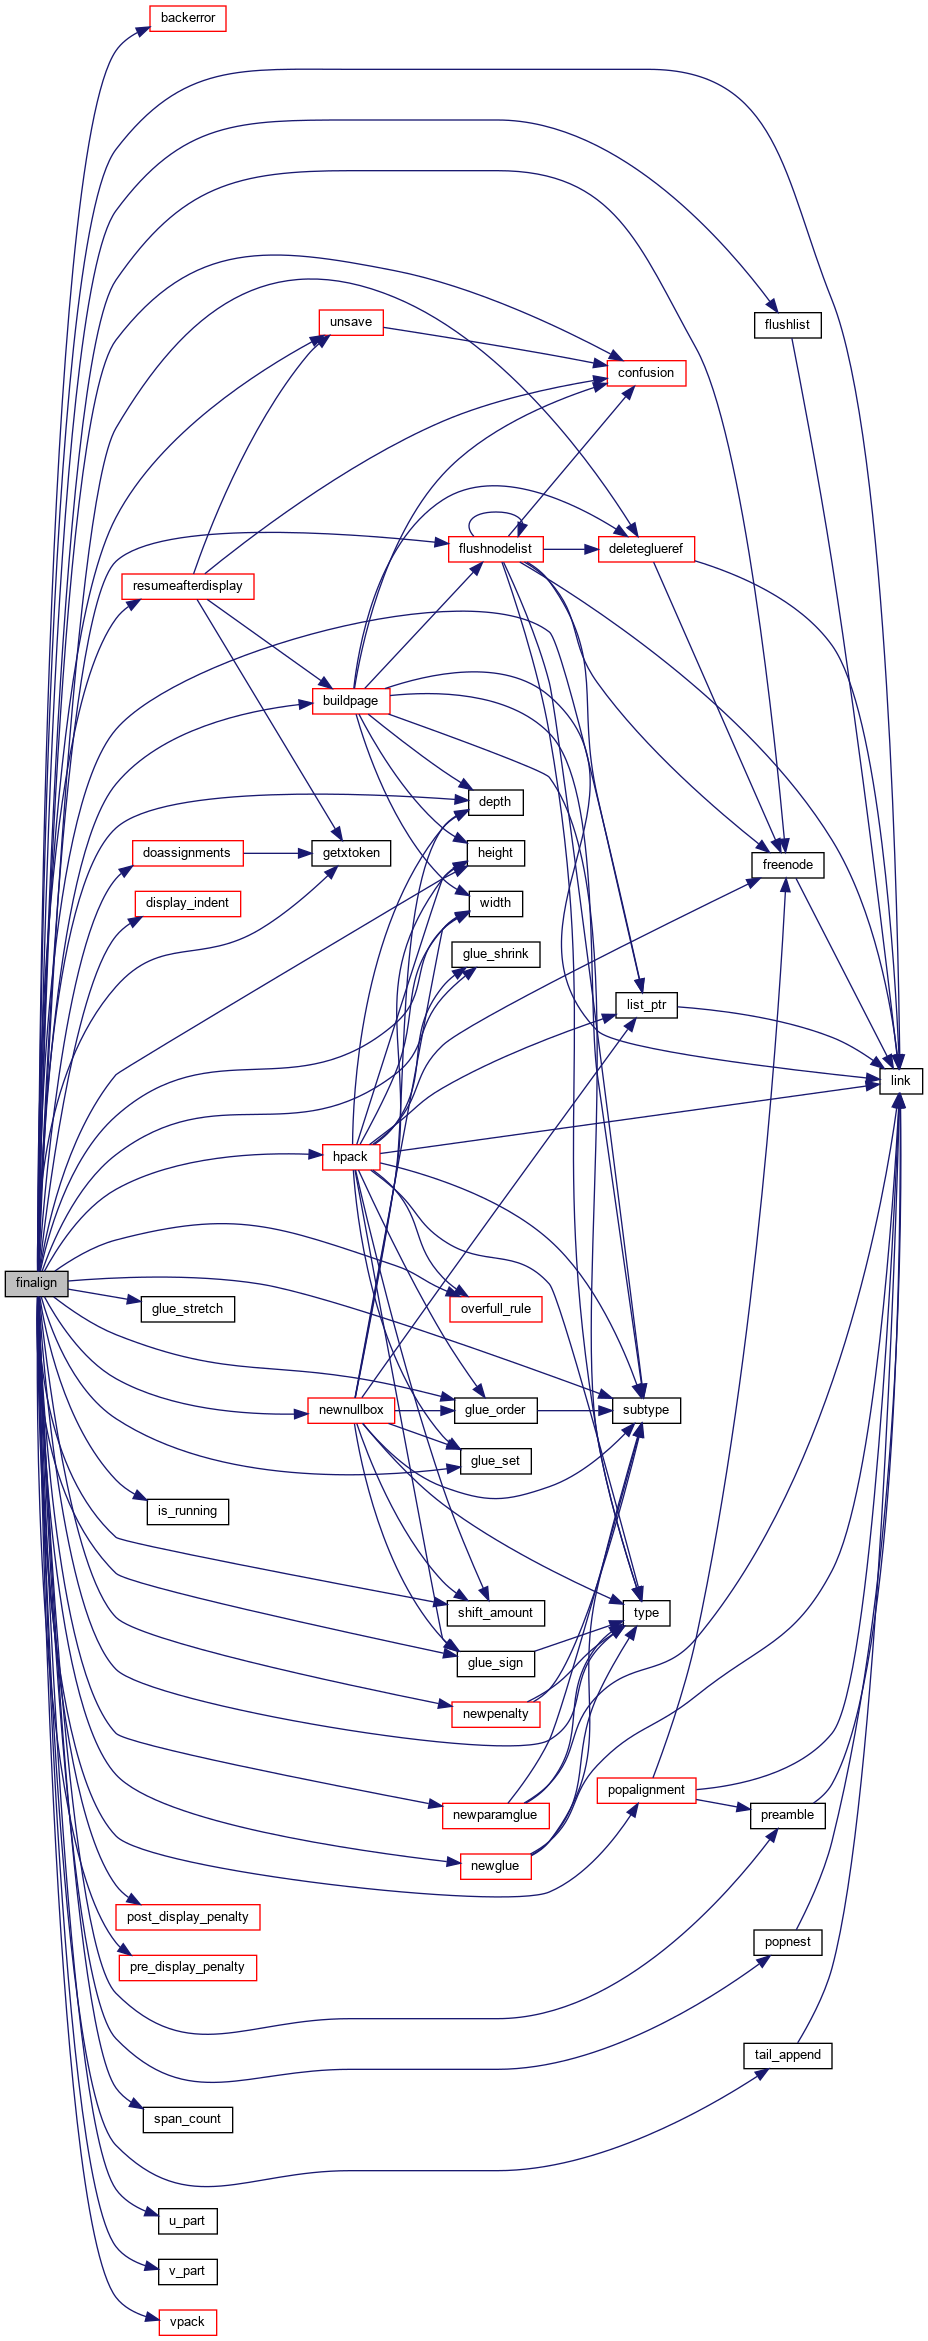 backerror
flushlist
unsave
confusion
flushnodelist
deleteglueref
resumeafterdisplay
buildpage
depth
doassignments
getxtoken
height
freenode
display_indent
width
glue_shrink
list_ptr
link
hpack
finalign
glue_stretch
overfull_rule
newnullbox
glue_order
subtype
glue_set
is_running
shift_amount
type
glue_sign
newpenalty
popalignment
newparamglue
preamble
newglue
post_display_penalty
popnest
pre_display_penalty
tail_append
span_count
u_part
v_part
vpack